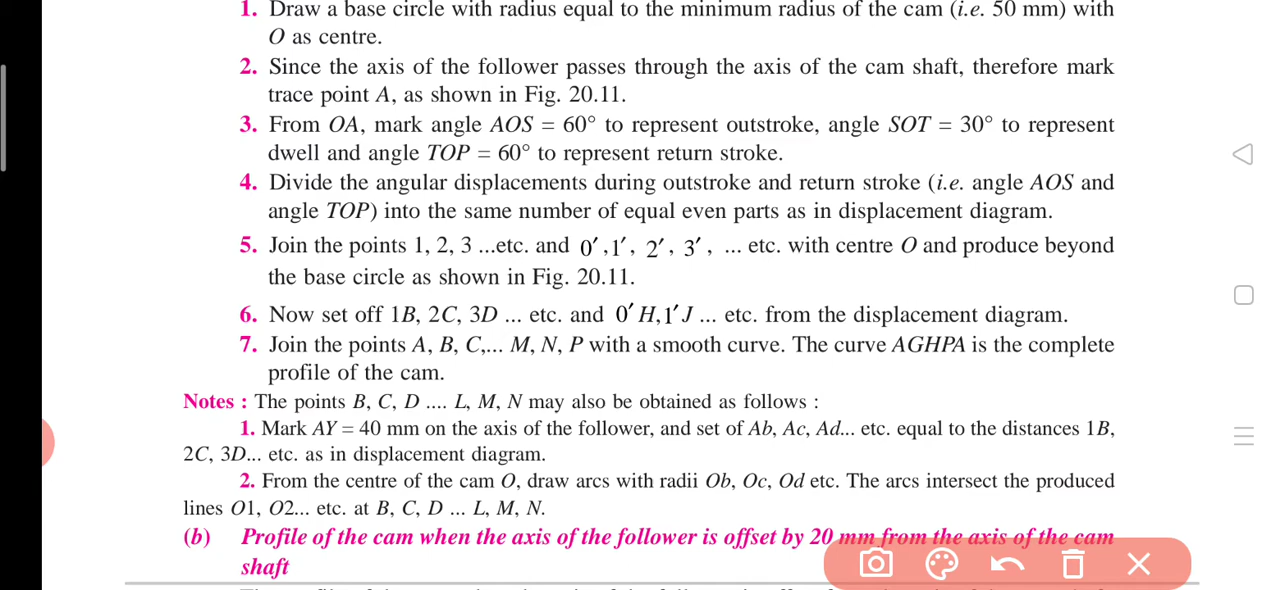 1. Draw a base circle with radius equal to the minimum radius of the cam (i.e. 50 mm) with
O as centre.
2. Since the axis of the follower passes through the axis of the cam shaft, therefore mark
trace point A, as shown in Fig. 20.11.
3. From OA, mark angle AOS = 60° to represent outstroke, angle SOT = 30° to represent
dwell and angle TOP = 60° to represent return stroke.
4. Divide the angular displacements during outstroke and return stroke (i.e. angle AOS and
angle TOP) into the same number of equal even parts as in displacement diagram.
5. Join the points 1, 2, 3 ...etc. and 0′ ,1′ , 2′ , 3′ , ... etc. with centre O and produce beyond
the base circle as shown in Fig. 20.11.
6. Now set off 1B, 2C, 3D ... etc. and 0′ H,1′ J ... etc. from the displacement diagram.
7. Join the points A, B, C,... M, N, P with a smooth curve. The curve AGHPA is the complete
profile of the cam.
Notes : The points B, C, D .... L, M, N may also be obtained as follows :
1. Mark AY = 40 mm on the axis of the follower, and set of Ab, Ac, Ad... etc. equal to the distances 1B,
2C, 3D... etc. as in displacement diagram.
2. From the centre of the cam O, draw arcs with radii Ob, Oc, Od etc. The arcs intersect the produced
lines O1, O2... etc. at B, C, D ... L, M, N.
(b) Profile of the cam when the axis of the follower is offset by 20 mm from the axis of the cam
shaft